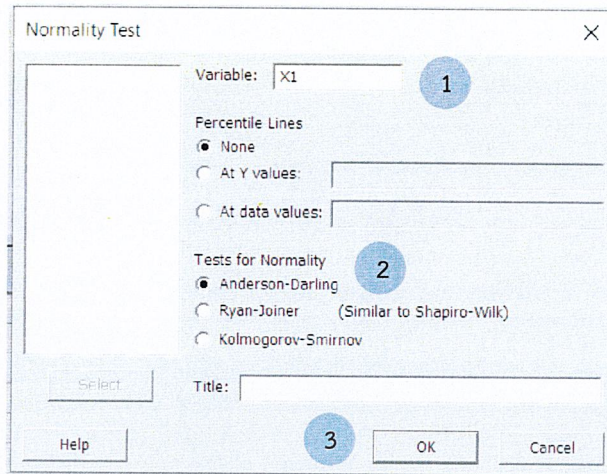 Normality Test
Variable: X1
1
Percentile Lines
None
At Y values:
At data values:
Tests for Normality
2
Anderson-Darling
Ryan-Joiner (Similar to Shapiro-Wilk)
Kolmogorov-Smirnov
Select
Title:
Help
3
OK
Cancel